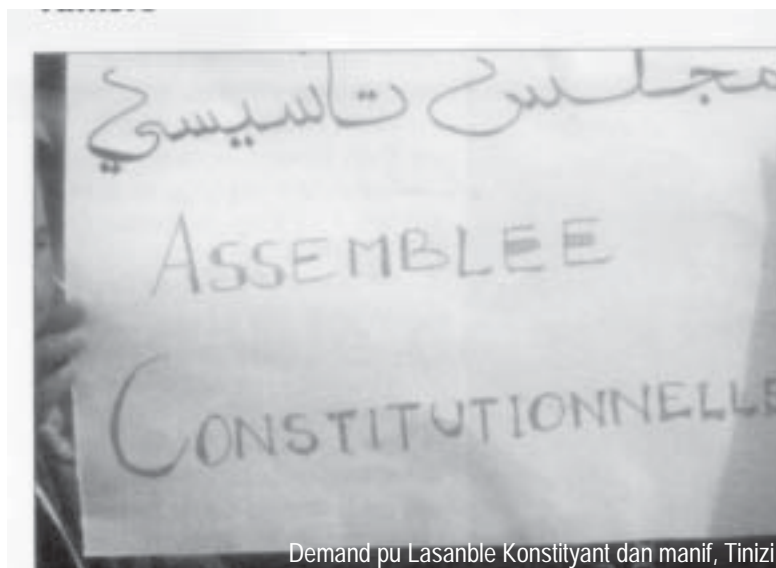 مجلس تاسيسي
ASSEMBLEE
CONSTITUTIONNELLE
Demand pu Lasanble Konstityant dan manif, Tinizi